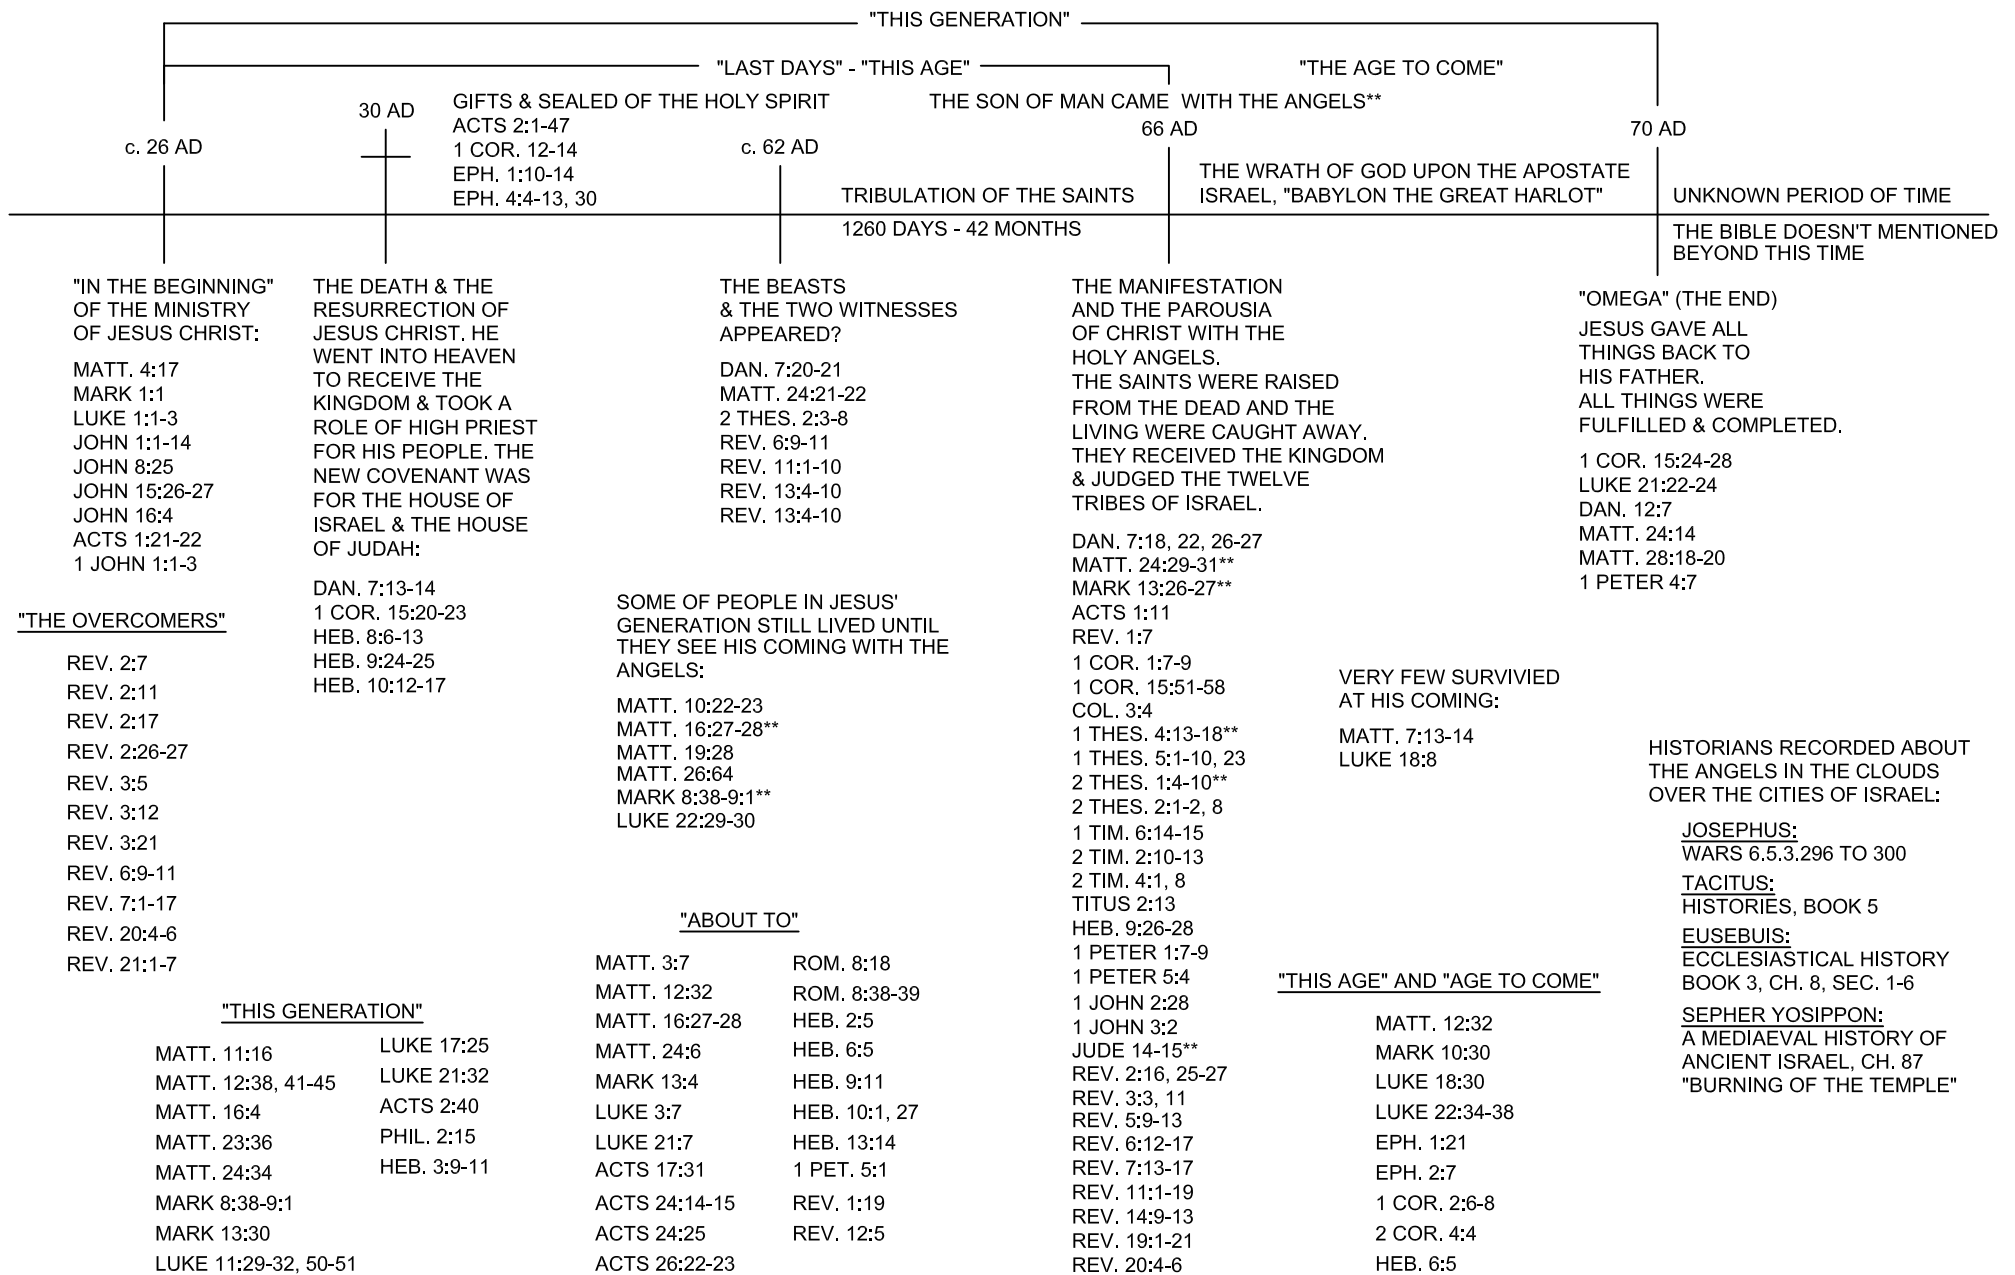 "THIS GENERATION"
"LAST DAYS" - "THIS AGE"
"THE AGE TO COME"
c. 26 AD
30 AD
GIFTS & SEALED OF THE HOLY SPIRIT
ACTS 2:1-47
1 COR. 12-14
EPH. 1:10-14
EPH. 4:4-13, 30
c. 62 AD
THE SON OF MAN CAME WITH THE ANGELS**
66 AD
70 AD
TRIBULATION OF THE SAINTS
1260 DAYS - 42 MONTHS
THE WRATH OF GOD UPON THE APOSTATE
ISRAEL, "BABYLON THE GREAT HARLOT"
UNKNOWN PERIOD OF TIME
THE BIBLE DOESN'T MENTIONED
BEYOND THIS TIME
"IN THE BEGINNING"
OF THE MINISTRY
OF JESUS CHRIST:
MATT. 4:17
MARK 1:1
LUKE 1:1-3
JOHN 1:1-14
JOHN 8:25
JOHN 15:26-27
JOHN 16:4
ACTS 1:21-22
1 JOHN 1:1-3
THE DEATH & THE
RESURRECTION OF
JESUS CHRIST. HE
WENT INTO HEAVEN
TO RECEIVE THE
KINGDOM & TOOK A
ROLE OF HIGH PRIEST
FOR HIS PEOPLE. THE
NEW COVENANT WAS
FOR THE HOUSE OF
ISRAEL & THE HOUSE
OF JUDAH:
DAN. 7:13-14
1 COR. 15:20-23
HEB. 8:6-13
HEB. 9:24-25
HEB. 10:12-17
THE BEASTS
& THE TWO WITNESSES
APPEARED?
DAN. 7:20-21
MATT. 24:21-22
2 THES. 2:3-8
REV. 6:9-11
REV. 11:1-10
REV. 13:4-10
REV. 13:4-10
SOME OF PEOPLE IN JESUS'
GENERATION STILL LIVED UNTIL
THEY SEE HIS COMING WITH THE
ANGELS:
MATT. 10:22-23
MATT. 16:27-28**
MATT. 19:28
MATT. 26:64
MARK 8:38-9:1**
LUKE 22:29-30
THE MANIFESTATION
AND THE PAROUSIA
OF CHRIST WITH THE
HOLY ANGELS.
THE SAINTS WERE RAISED
FROM THE DEAD AND THE
LIVING WERE CAUGHT AWAY.
THEY RECEIVED THE KINGDOM
& JUDGED THE TWELVE
TRIBES OF ISRAEL.
DAN. 7:18, 22, 26-27
MATT. 24:29-31**
MARK 13:26-27**
ACTS 1:11
REV. 1:7
1 COR. 1:7-9
1 COR. 15:51-58
COL. 3:4
1 THES. 4:13-18**
1 THES. 5:1-10, 23
2 THES. 1:4-10**
2 THES. 2:1-2, 8
1 TIM. 6:14-15
2 TIM. 2:10-13
2 TIM. 4:1, 8
TITUS 2:13
HEB. 9:26-28
1 PETER 1:7-9
1 PETER 5:4
1 JOHN 2:28
1 JOHN 3:2
JUDE 14-15**
REV. 2:16, 25-27
REV. 3:3, 11
REV. 5:9-13
REV. 6:12-17
REV. 7:13-17
REV. 11:1-19
REV. 14:9-13
REV. 19:1-21
REV. 20:4-6
"OMEGA" (THE END)
JESUS GAVE ALL
THINGS BACK TO
HIS FATHER.
ALL THINGS WERE
FULFILLED & COMPLETED.
1 COR. 15:24-28
LUKE 21:22-24
DAN. 12:7
MATT. 24:14
MATT. 28:18-20
1 PETER 4:7
VERY FEW SURVIVIED
AT HIS COMING:
MATT. 7:13-14
LUKE 18:8
HISTORIANS RECORDED ABOUT
THE ANGELS IN THE CLOUDS
OVER THE CITIES OF ISRAEL:
JOSEPHUS:
WARS 6.5.3.296 TO 300
TACITUS:
HISTORIES, BOOK 5
EUSEBUIS:
ECCLESIASTICAL HISTORY
BOOK 3, CH. 8, SEC. 1-6
SEPHER YOSIPPON:
A MEDIAEVAL HISTORY OF
ANCIENT ISRAEL, CH. 87
"BURNING OF THE TEMPLE"
"THE OVERCOMERS"
REV. 2:7
REV. 2:11
REV. 2:17
REV. 2:26-27
REV. 3:5
REV. 3:12
REV. 3:21
REV. 6:9-11
REV. 7:1-17
REV. 20:4-6
REV. 21:1-7
"THIS GENERATION"
MATT. 11:16
MATT. 12:38, 41-45
MATT. 16:4
MATT. 23:36
MATT. 24:34
MARK 8:38-9:1
MARK 13:30
LUKE 11:29-32, 50-51
LUKE 17:25
LUKE 21:32
ACTS 2:40
PHIL. 2:15
HEB. 3:9-11
"ABOUT TO"
MATT. 3:7
MATT. 12:32
MATT. 16:27-28
MATT. 24:6
MARK 13:4
LUKE 3:7
LUKE 21:7
ACTS 17:31
ACTS 24:14-15
ACTS 24:25
ACTS 26:22-23
ROM. 8:18
ROM. 8:38-39
HEB. 2:5
HEB. 6:5
HEB. 9:11
HEB. 10:1, 27
HEB. 13:14
1 PET. 5:1
REV. 1:19
REV. 12:5
"THIS AGE" AND "AGE TO COME"
MATT. 12:32
MARK 10:30
LUKE 18:30
LUKE 22:34-38
EPH. 1:21
EPH. 2:7
1 COR. 2:6-8
2 COR. 4:4
HEB. 6:5